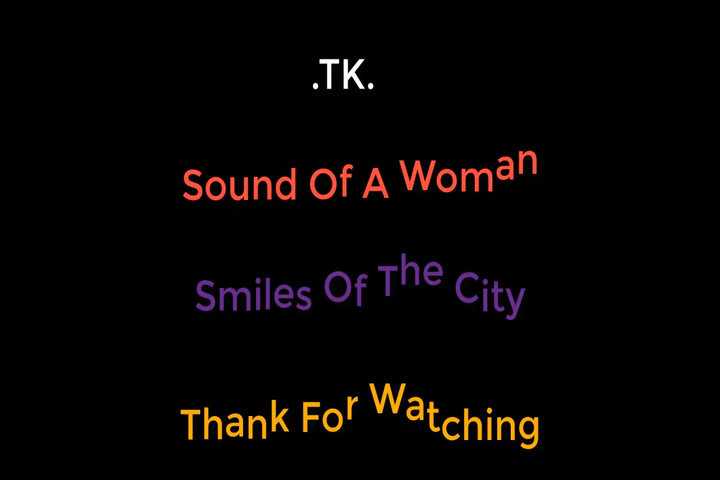 .TK.
Sound Of A Woman
Smiles Of The City
Thank For Watching